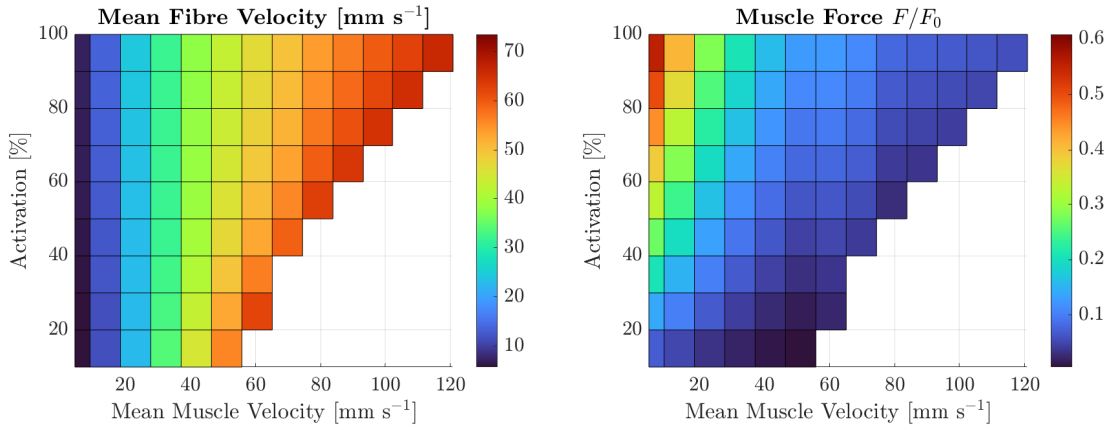 Mean Fibre Velocity [mm s⁻¹]
100
80
60
40
20
Activation [%]
20 40 60 80 100 120
Mean Muscle Velocity [mm s⁻¹]
70
60
50
40
30
20
10
Muscle Force F/F₀
100
80
60
40
20
Activation [%]
20 40 60 80 100 120
Mean Muscle Velocity [mm s⁻¹]
0.6
0.5
0.4
0.3
0.2
0.1